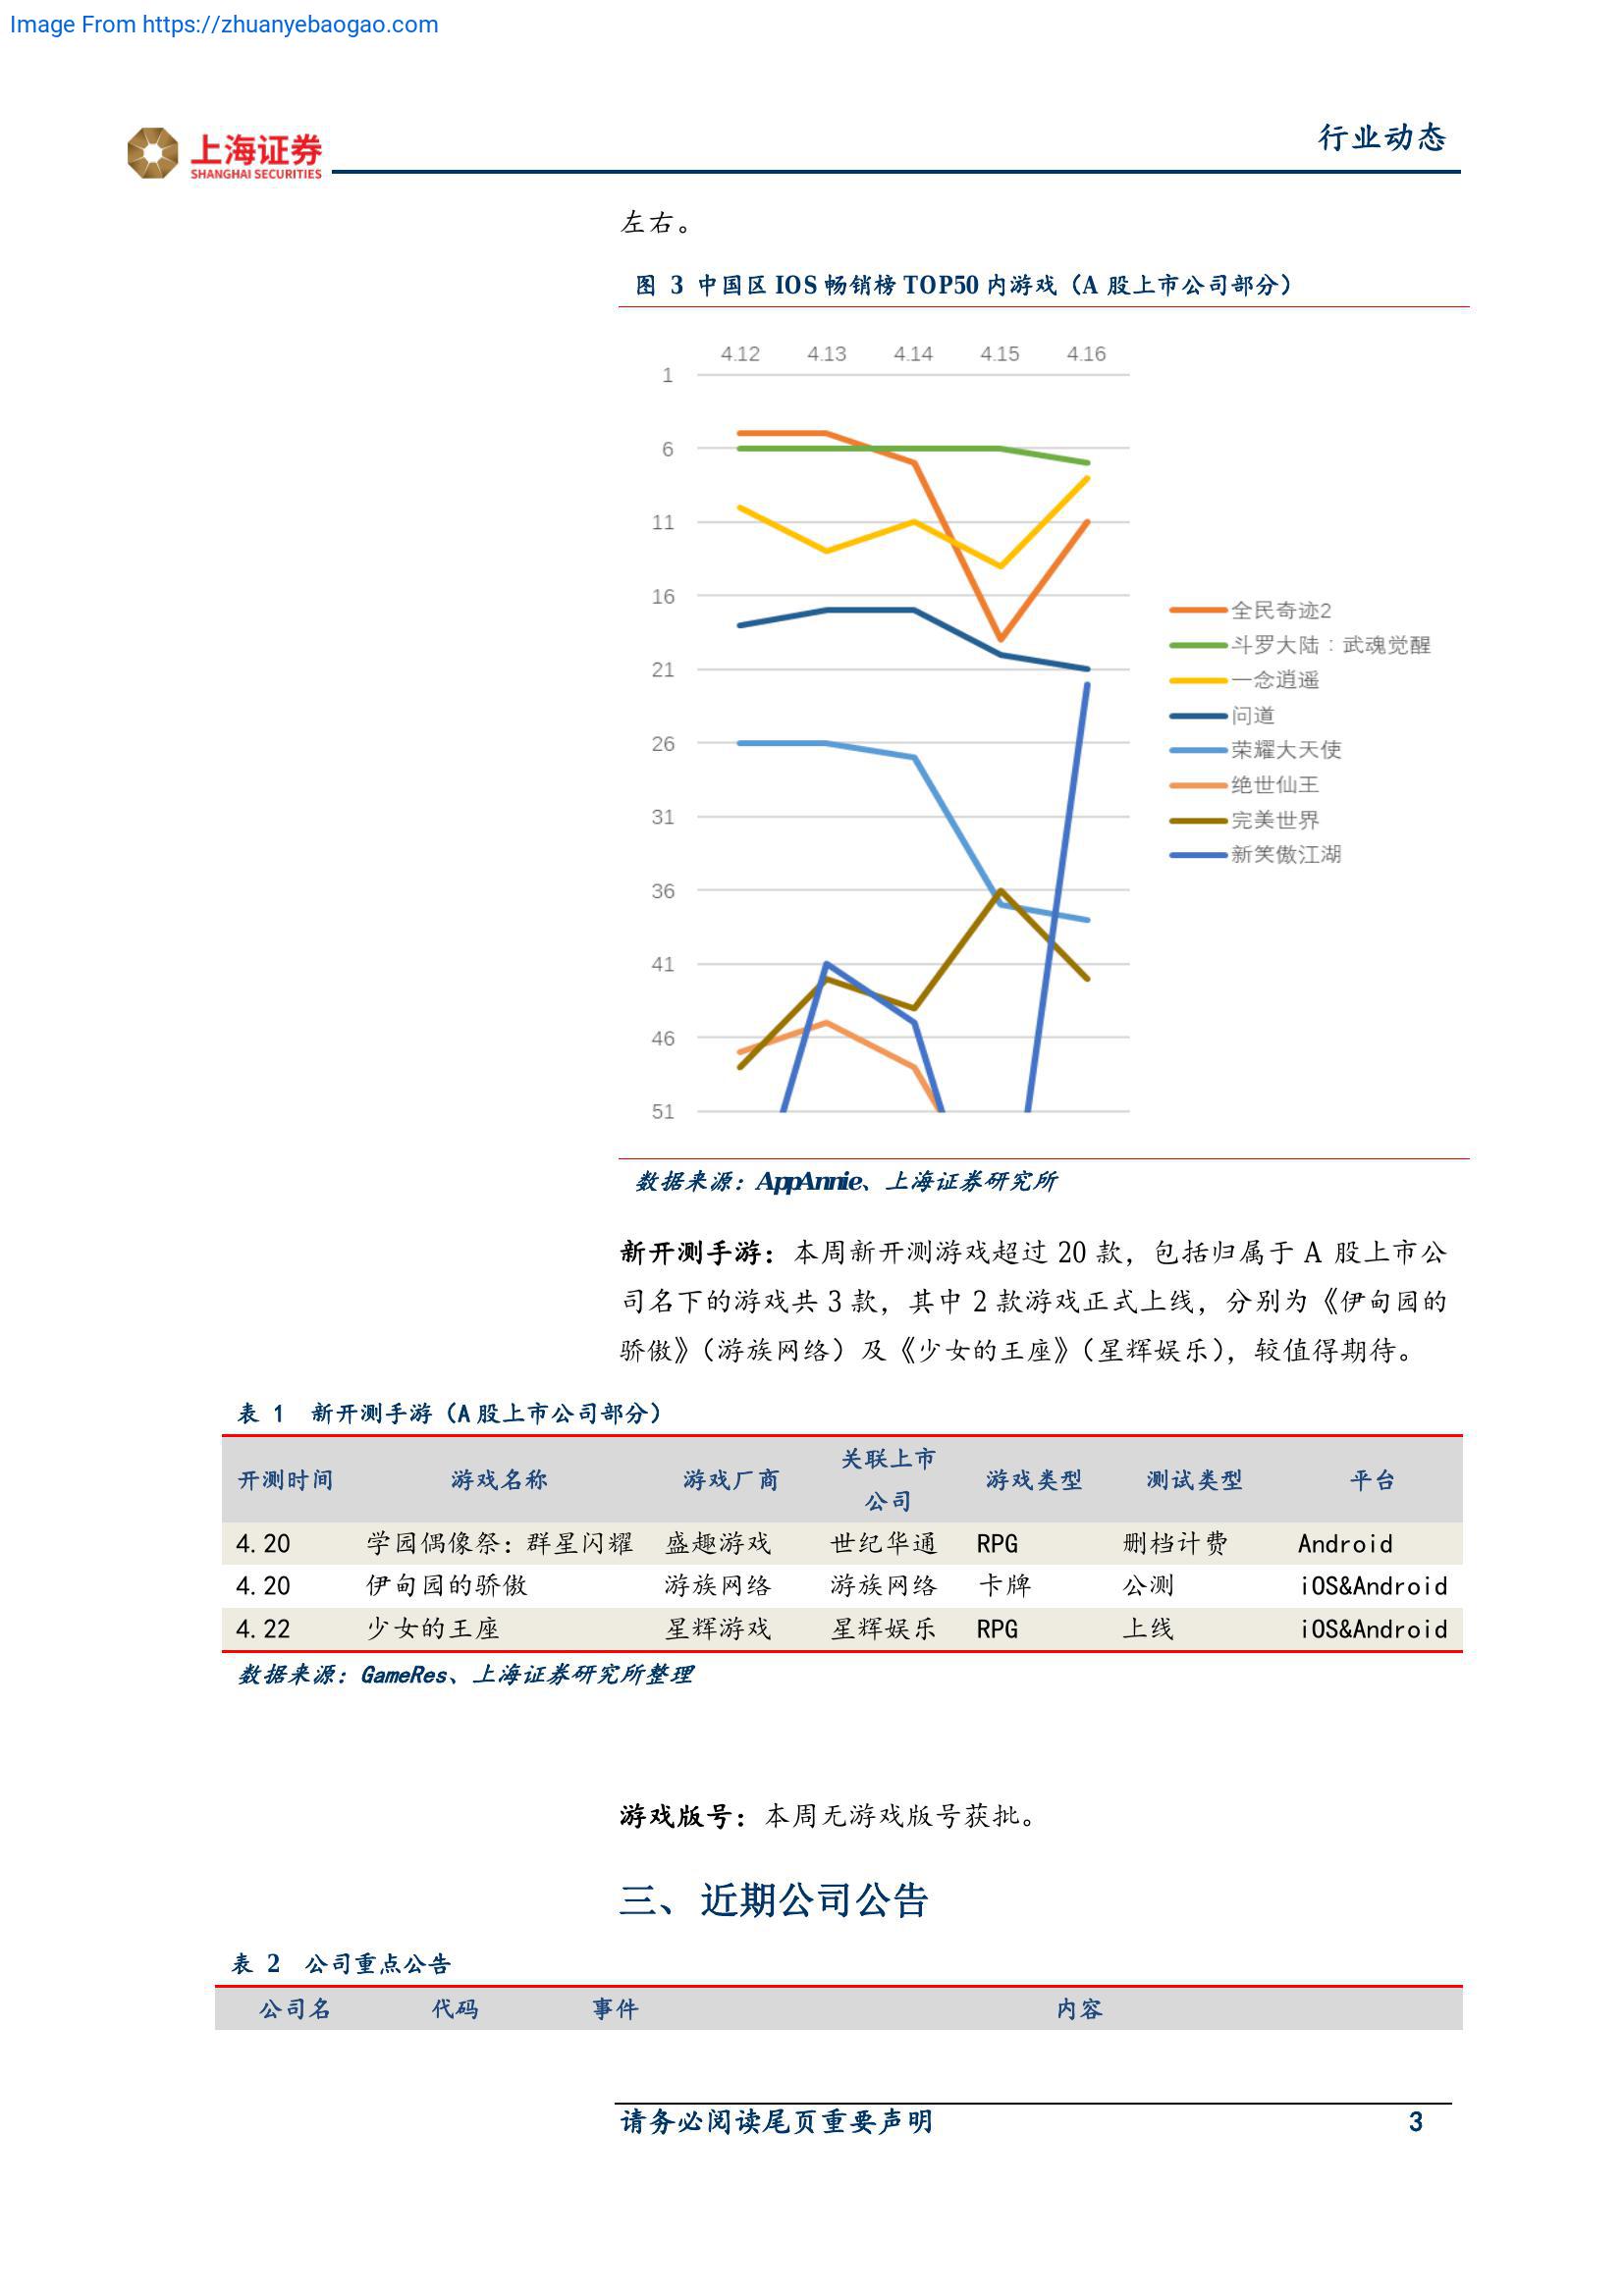 Image From https://zhuanyebaogao.com
上海证券
SHANGHAI SECURITIES
行业动态
左右。
图 3 中国区 IOS 畅销榜 TOP50 内游戏（A 股上市公司部分）
4.12 4.13 4.14 4.15 4.16
1
6
11
16
21
26
31
36
41
46
51
全民奇迹2
斗罗大陆：武魂觉醒
一念逍遥
问道
荣耀大天使
绝世仙王
完美世界
新笑傲江湖
数据来源：AppAnnie、上海证券研究所
新开测手游：本周新开测游戏超过 20 款，包括归属于 A 股上市公
司名下的游戏共 3 款，其中 2 款游戏正式上线，分别为《伊甸园的
骄傲》（游族网络）及《少女的王座》（星辉娱乐），较值得期待。
表 1 新开测手游（A 股上市公司部分）
开测时间 游戏名称 游戏厂商 关联上市 游戏类型 测试类型 平台
公司
4.20 学园偶像祭：群星闪耀 盛趣游戏 世纪华通 RPG 删档计费 Android
4.20 伊甸园的骄傲 游族网络 游族网络 卡牌 公测 iOS&Android
4.22 少女的王座 星辉游戏 星辉娱乐 RPG 上线 iOS&Android
数据来源：GameRes、上海证券研究所整理
游戏版号：本周无游戏版号获批。
三、近期公司公告
表 2 公司重点公告
公司名 代码 事件 内容
请务必阅读尾页重要声明 3